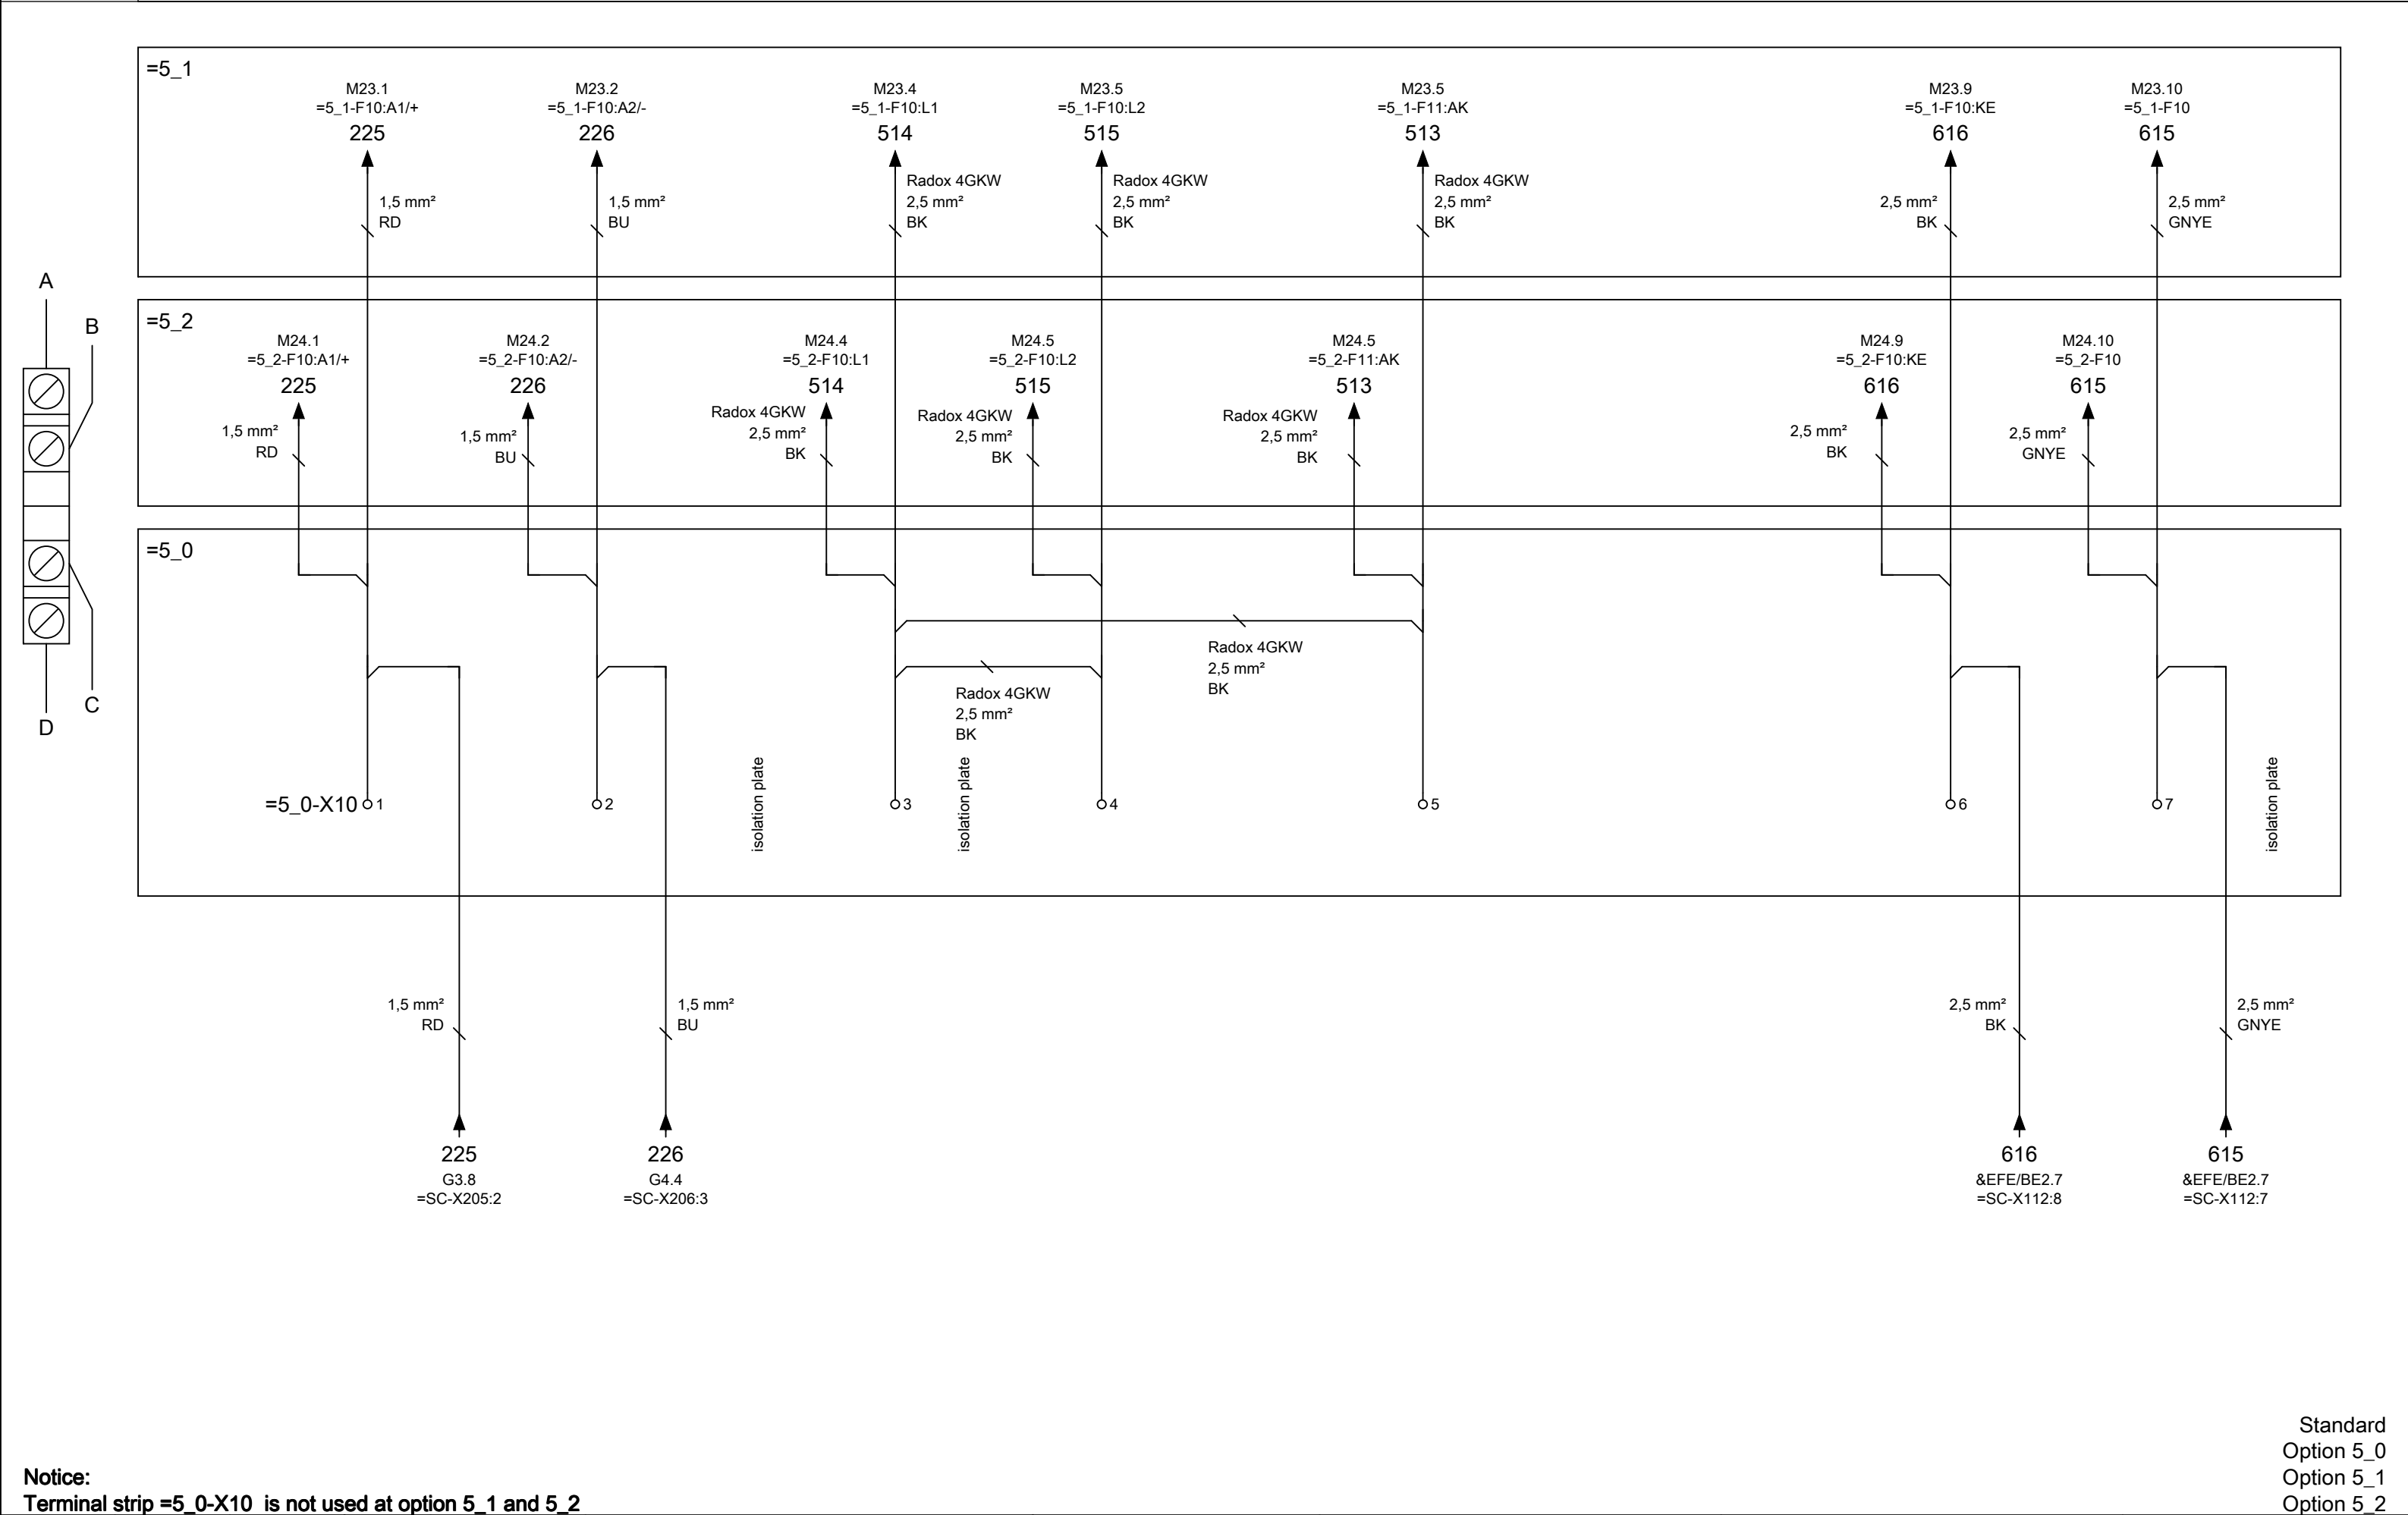 =5_1
M23.1
=5_1-F10:A1/+
225
M23.2
=5_1-F10:A2/-
226
M23.4
=5_1-F10:L1
514
M23.5
=5_1-F10:L2
515
M23.5
=5_1-F11:AK
513
M23.9
=5_1-F10:KE
616
M23.10
=5_1-F10
615
1,5 mm²
RD
1,5 mm²
BU
Radox 4GKW
2,5 mm²
BK
Radox 4GKW
2,5 mm²
BK
Radox 4GKW
2,5 mm²
BK
2,5 mm²
BK
2,5 mm²
GNYE
A
B
C
D
=5_2
M24.1
=5_2-F10:A1/+
225
M24.2
=5_2-F10:A2/-
226
M24.4
=5_2-F10:L1
514
M24.5
=5_2-F10:L2
515
M24.5
=5_2-F11:AK
513
M24.9
=5_2-F10:KE
616
M24.10
=5_2-F10
615
1,5 mm²
RD
1,5 mm²
BU
Radox 4GKW
2,5 mm²
BK
Radox 4GKW
2,5 mm²
BK
Radox 4GKW
2,5 mm²
BK
2,5 mm²
BK
2,5 mm²
GNYE
=5_0
Radox 4GKW
2,5 mm²
BK
Radox 4GKW
2,5 mm²
BK
isolation plate
isolation plate
isolation plate
=5_0-X10
1
2
3
4
5
6
7
1,5 mm²
RD
1,5 mm²
BU
2,5 mm²
BK
2,5 mm²
GNYE
225
G3.8
=SC-X205:2
226
G4.4
=SC-X206:3
616
&EFE/BE2.7
=SC-X112:8
615
&EFE/BE2.7
=SC-X112:7
Standard
Option 5_0
Option 5_1
Option 5_2
Notice:
Terminal strip =5_0-X10 is not used at option 5_1 and 5_2